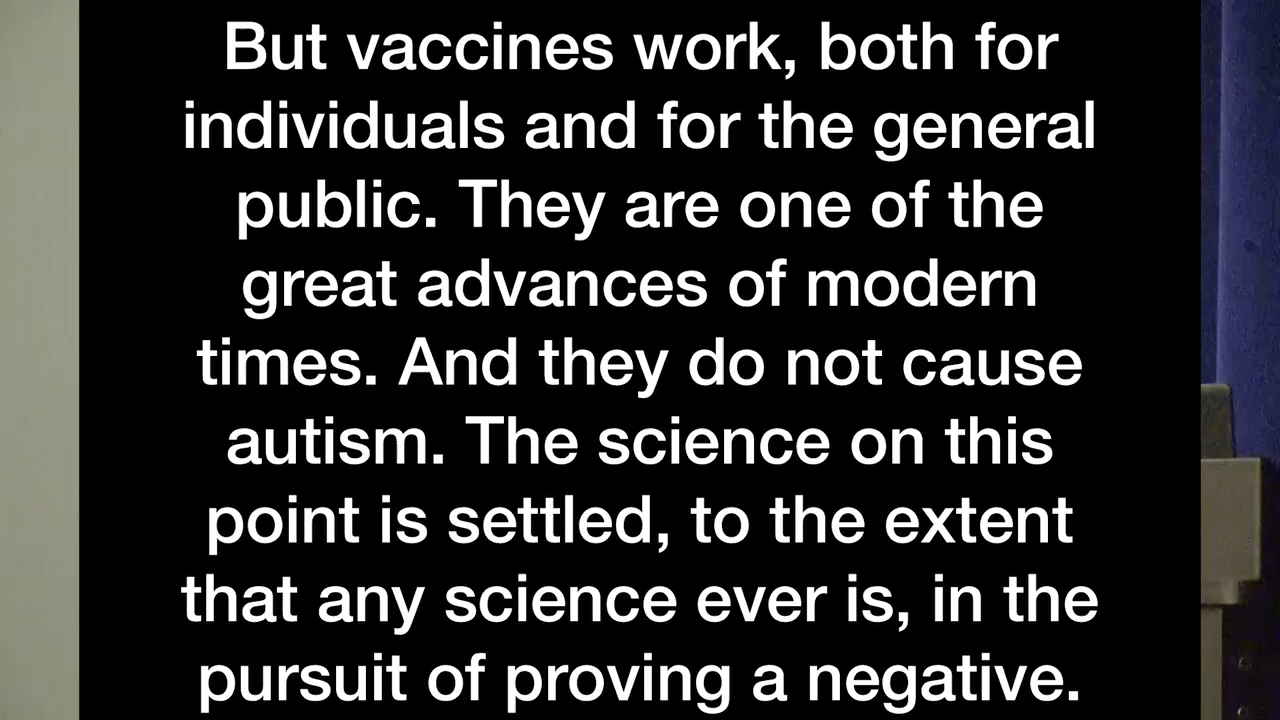 But vaccines work, both for
individuals and for the general
public. They are one of the
great advances of modern
times. And they do not cause
autism. The science on this
point is settled, to the extent
that any science ever is, in the
pursuit of proving a negative.